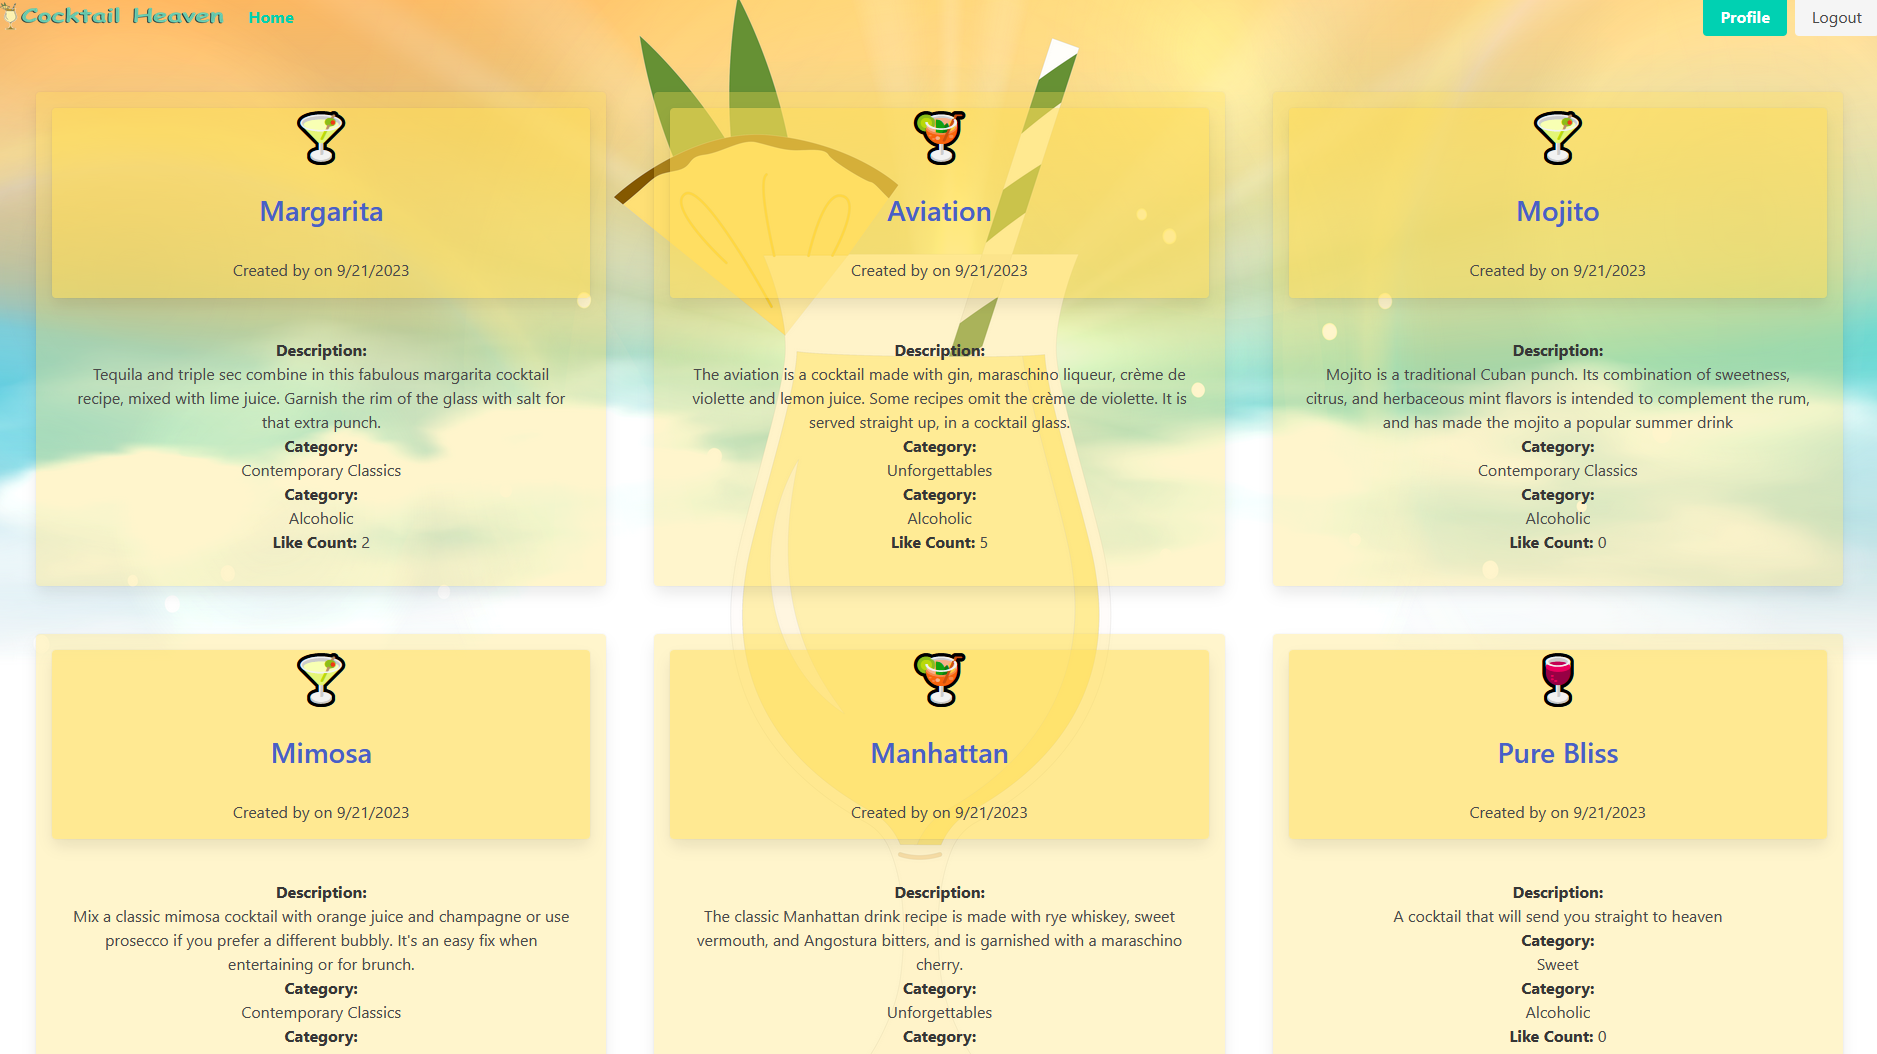 Cocktail Heaven
Home
Profile
Logout
Margarita
Created by on 9/21/2023
Description:
Tequila and triple sec combine in this fabulous margarita cocktail
recipe, mixed with lime juice. Garnish the rim of the glass with salt for
that extra punch.
Category:
Contemporary Classics
Category:
Alcoholic
Like Count: 2
Aviation
Created by on 9/21/2023
Description:
The aviation is a cocktail made with gin, maraschino liqueur, crème de
violette and lemon juice. Some recipes omit the crème de violette. It is
served straight up, in a cocktail glass.
Category:
Unforgettables
Category:
Alcoholic
Like Count: 5
Mojito
Created by on 9/21/2023
Description:
Mojito is a traditional Cuban punch. Its combination of sweetness,
citrus, and herbaceous mint flavors is intended to complement the rum,
and has made the mojito a popular summer drink
Category:
Contemporary Classics
Category:
Alcoholic
Like Count: 0
Mimosa
Created by on 9/21/2023
Description:
Mix a classic mimosa cocktail with orange juice and champagne or use
prosecco if you prefer a different bubbly. It's an easy fix when
entertaining or for brunch.
Category:
Contemporary Classics
Category:
Manhattan
Created by on 9/21/2023
Description:
The classic Manhattan drink recipe is made with rye whiskey, sweet
vermouth, and Angostura bitters, and is garnished with a maraschino
cherry.
Category:
Unforgettables
Category:
Pure Bliss
Created by on 9/21/2023
Description:
A cocktail that will send you straight to heaven
Category:
Sweet
Category:
Alcoholic
Like Count: 0